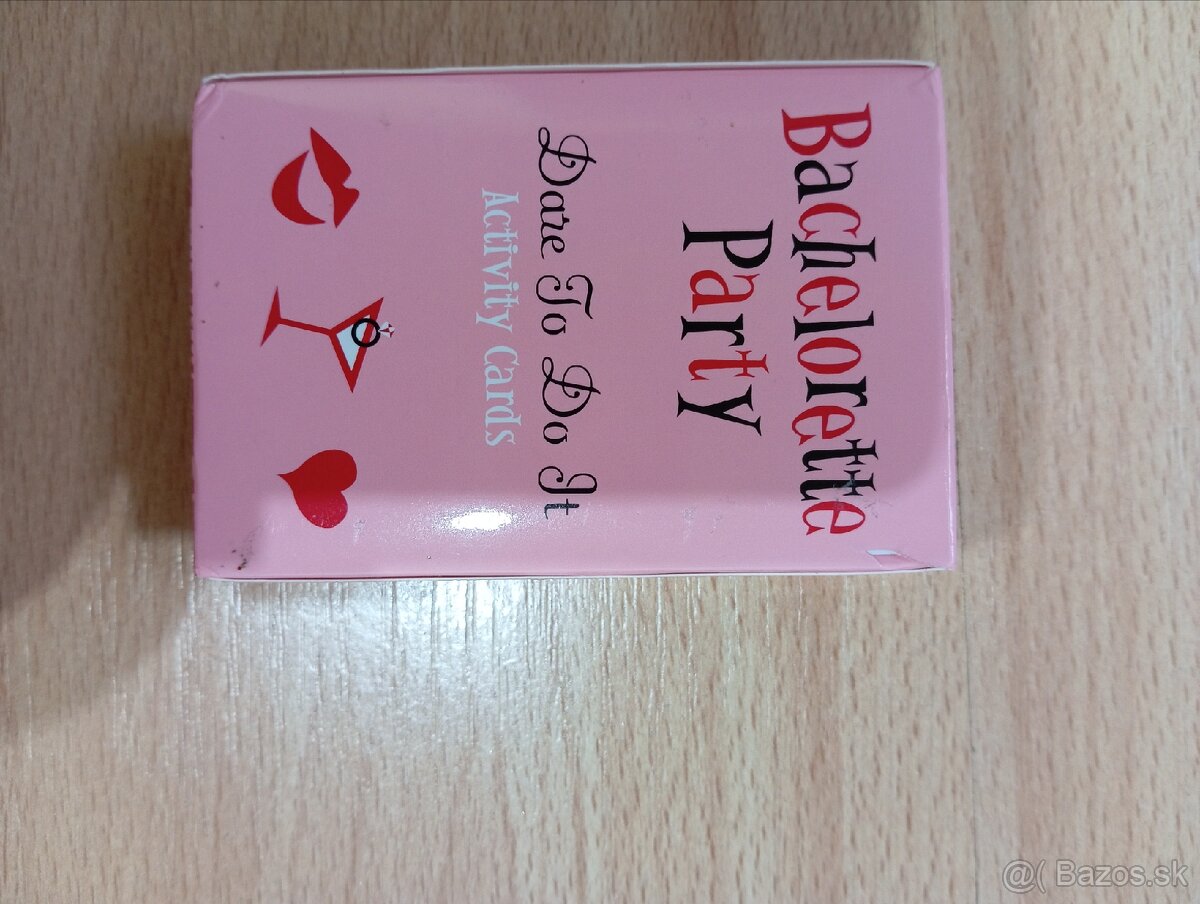 Bachelorette
Party
Dare To Do It
Activity Cards
@( Bazos.sk